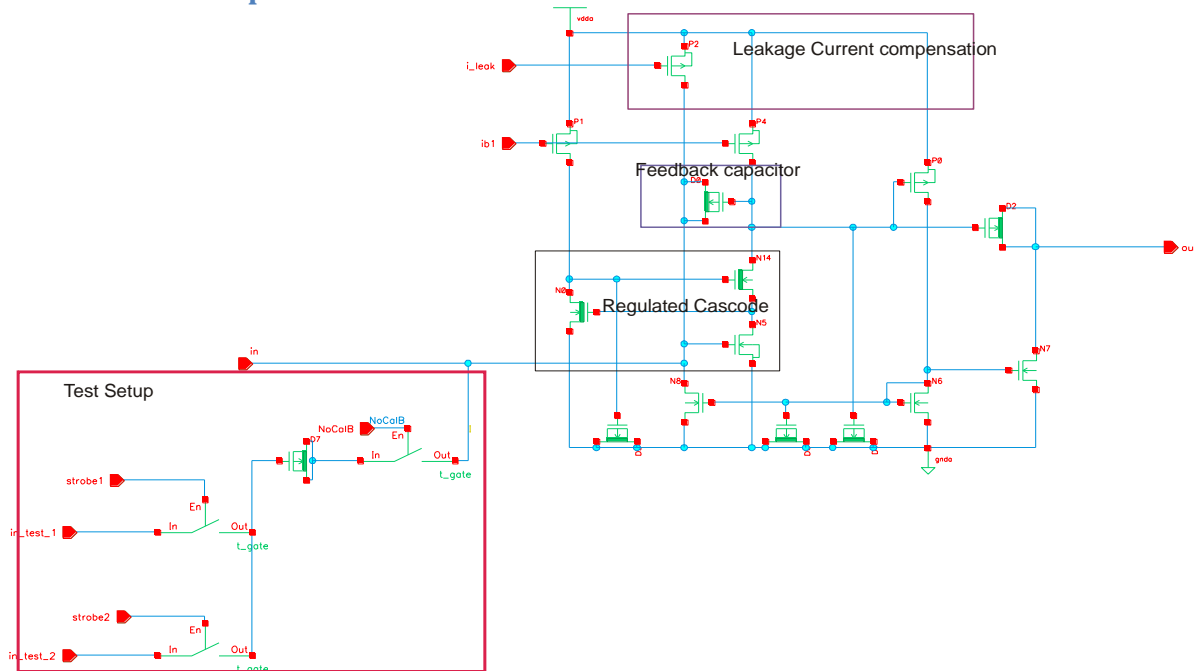 vdda
P2
Leakage Current compensation
i_leak
P1
P4
ib1
Feedback capacitor
D0
P0
D2
ou
N14
N0
Regulated Cascode
N5
in
N7
Test Setup
N8
N6
NoCalB
NoCalB
En
D7
In
Out
t_gate
D
D
D
gnda
strobe1
En
in_test_1
In
Out
t_gate
strobe2
En
in_test_2
In
Out
t_gate